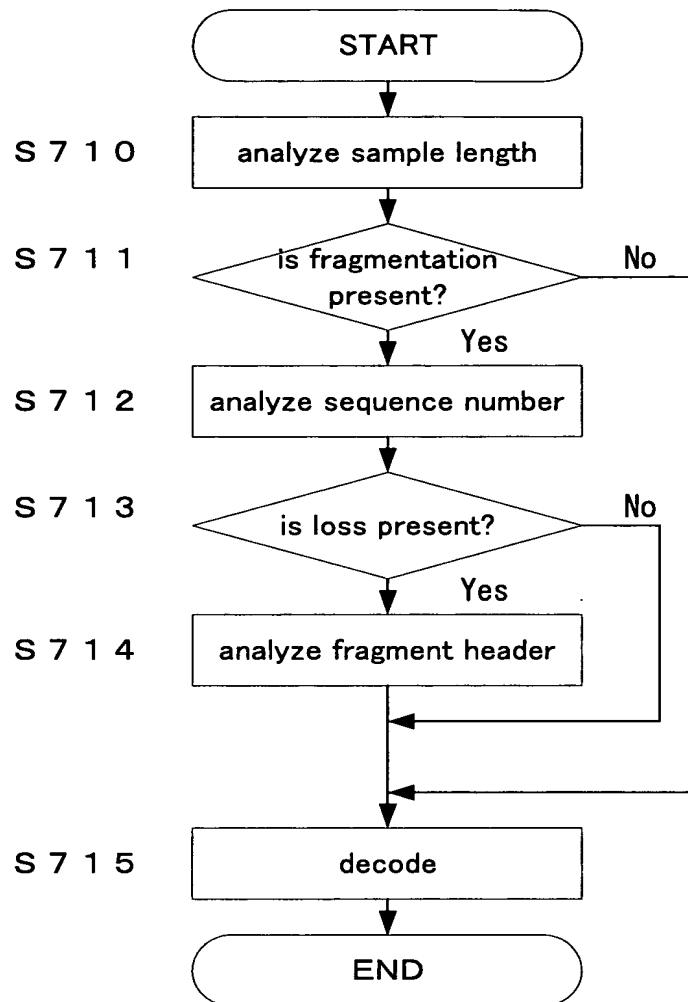 START
S710 analyze sample length
S711 is fragmentation
present?
No
Yes
S712 analyze sequence number
S713 is loss present?
No
Yes
S714 analyze fragment header
S715 decode
END